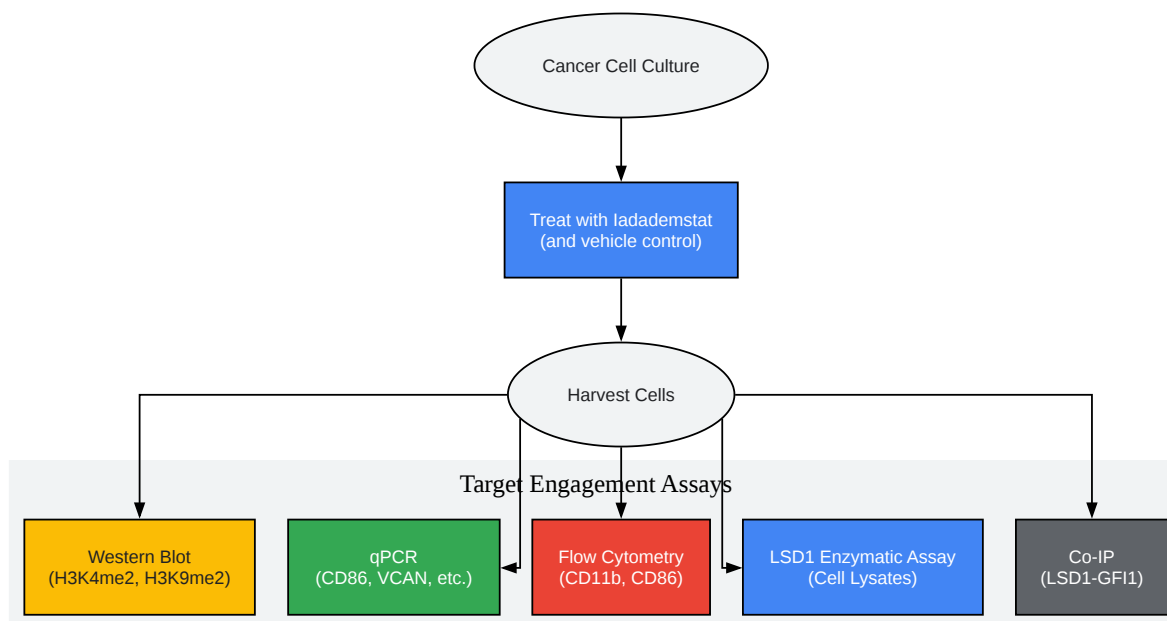 Cancer Cell Culture
Treat with Iadademstat
(and vehicle control)
Harvest Cells
Target Engagement Assays
Western Blot
(H3K4me2, H3K9me2)
qPCR
(CD86, VCAN, etc.)
Flow Cytometry
(CD11b, CD86)
LSD1 Enzymatic Assay
(Cell Lysates)
Co-IP
(LSD1-GFI1)